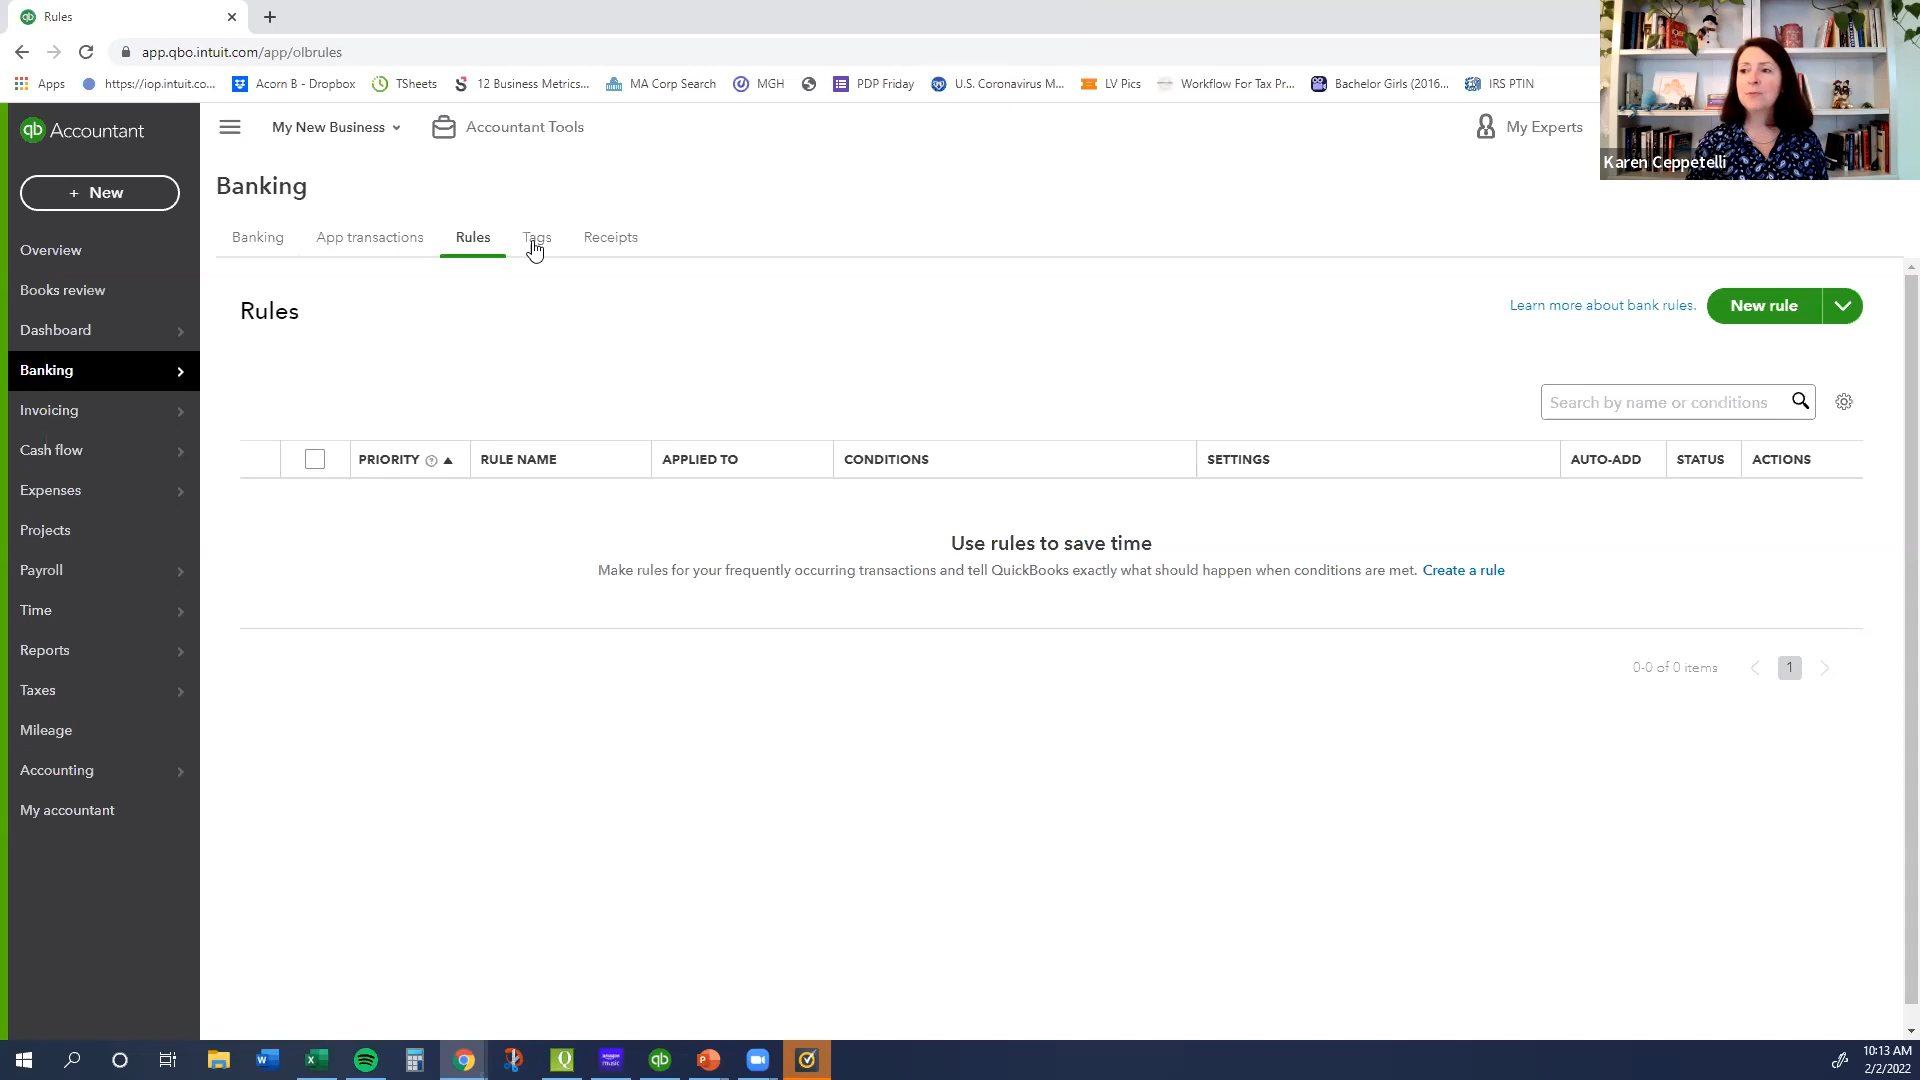 Rules
app.qbo.intuit.com/app/olbrules
Apps
https://iop.intuit.co...
Acorn B - Dropbox
TSheets
12 Business Metrics...
MA Corp Search
MGH
PDP Friday
U.S. Coronavirus M...
LV Pics
Workflow For Tax Pr...
Bachelor Girls (2016...
IRS PTIN
Karen Ceppetelli
qb Accountant
My New Business
Accountant Tools
My Experts
+ New
Overview
Books review
Dashboard
Banking
Invoicing
Cash flow
Expenses
Projects
Payroll
Time
Reports
Taxes
Mileage
Accounting
My accountant
Banking
Banking App transactions Rules Tags Receipts
Rules
Learn more about bank rules.
New rule
Search by name or conditions
PRIORITY RULE NAME APPLIED TO CONDITIONS SETTINGS AUTO-ADD STATUS ACTIONS
Use rules to save time
Make rules for your frequently occurring transactions and tell QuickBooks exactly what should happen when conditions are met. Create a rule
0-0 of 0 items
1
10:13 AM
2/2/2022